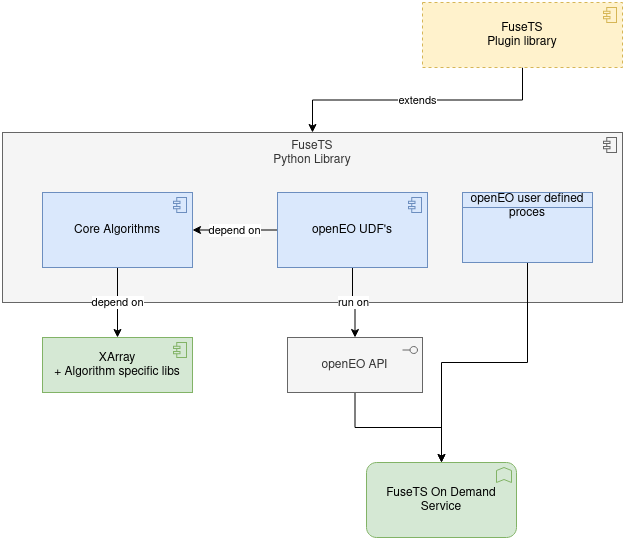 FuseTS
Plugin library
extends
FuseTS
Python Library
Core Algorithms
depend on
openEO UDF's
openEO user defined
proces
depend on
run on
XArray
+ Algorithm specific libs
openEO API
FuseTS On Demand
Service